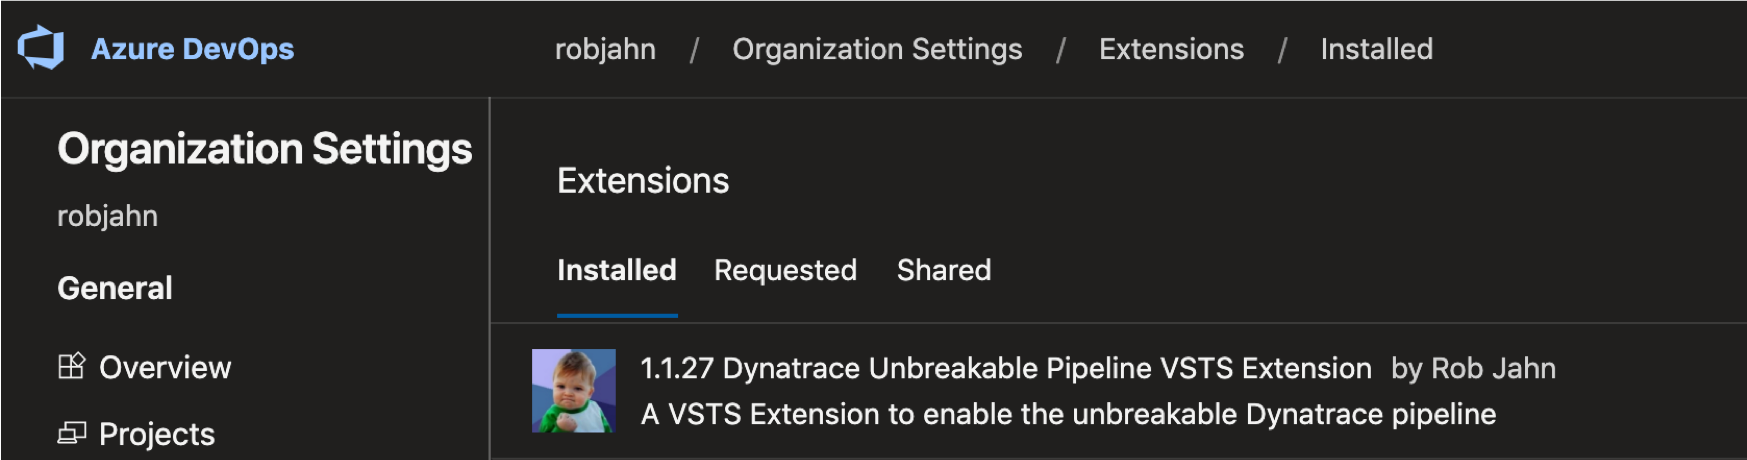 Azure DevOps
robjahn / Organization Settings / Extensions / Installed
Organization Settings
robjahn
General
Overview
Projects
Extensions
Installed Requested Shared
1.1.27 Dynatrace Unbreakable Pipeline VSTS Extension by Rob Jahn
A VSTS Extension to enable the unbreakable Dynatrace pipeline